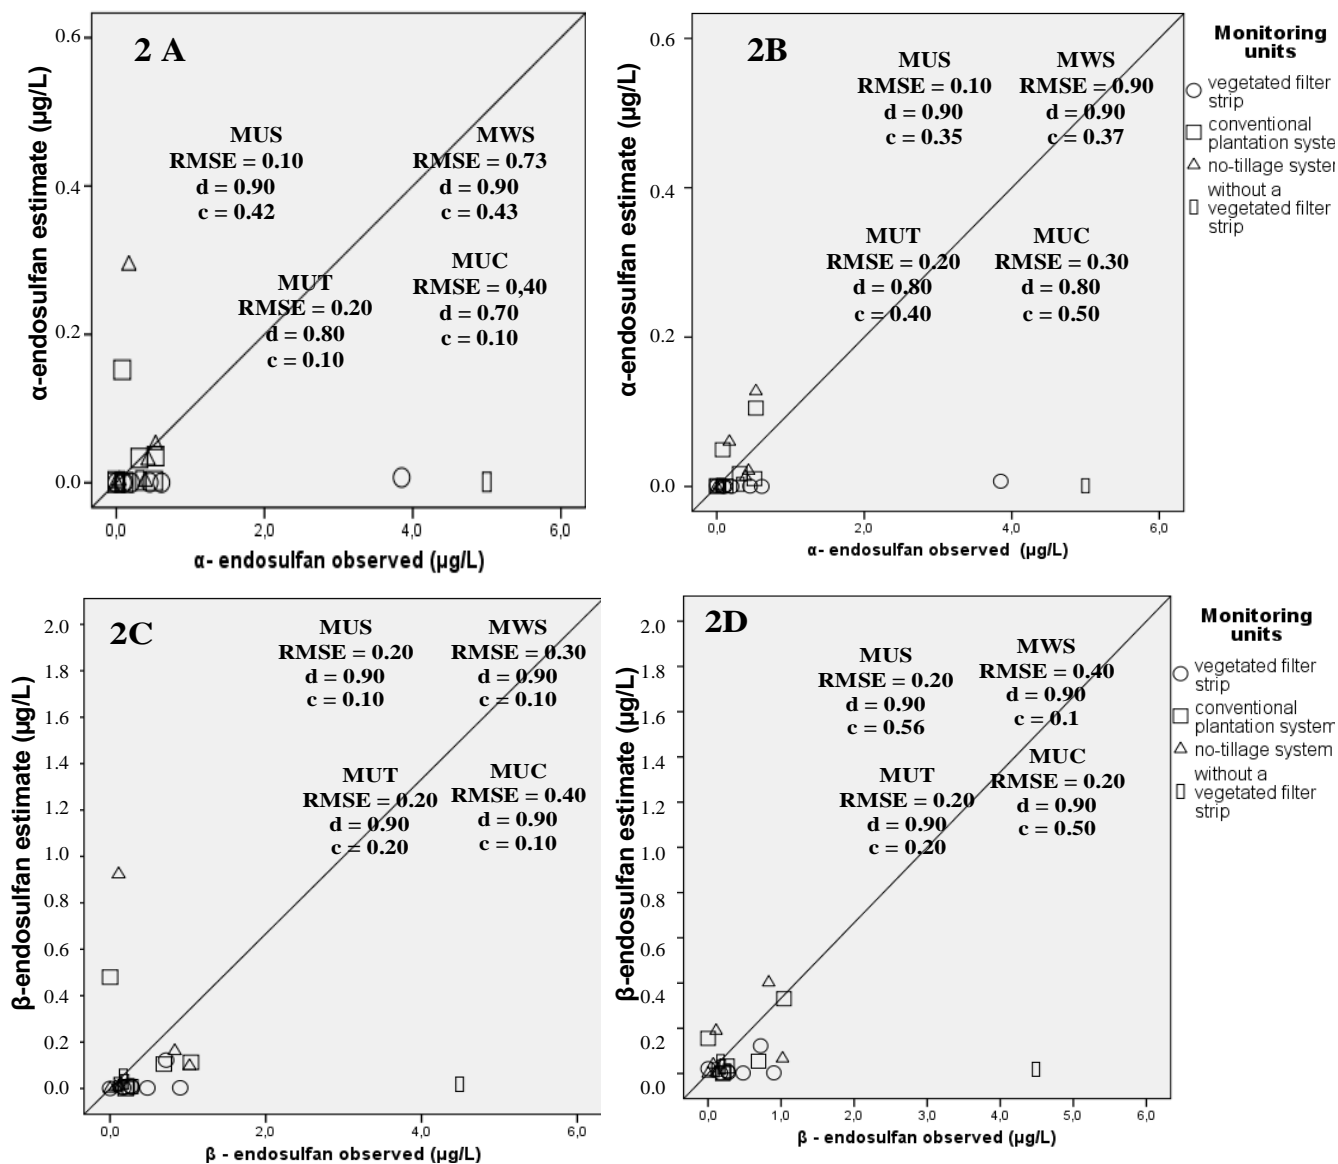 2 A
α-endosulfan estimate (µg/L)
0.6
0.4
0.2
0.0
MUS
RMSE = 0.10
d = 0.90
c = 0.42
MWS
RMSE = 0.73
d = 0.90
c = 0.43
MUT
RMSE = 0.20
d = 0.80
c = 0.10
MUC
RMSE = 0,40
d = 0.70
c = 0.10
0,0
2,0
4,0
6,0
α- endosulfan observed (µg/L)
2B
α-endosulfan estimate (µg/L)
0.6
0.4
0.2
0.0
MUS
RMSE = 0.10
d = 0.90
c = 0.35
MWS
RMSE = 0.90
d = 0.90
c = 0.37
MUT
RMSE = 0.20
d = 0.80
c = 0.40
MUC
RMSE = 0.30
d = 0.80
c = 0.50
0,0
2,0
4,0
6,0
α- endosulfan observed (µg/L)
Monitoring
units
vegetated filter
strip
conventional
plantation syste
no-tillage system
without a
vegetated filter
strip
2C
β-endosulfan estimate (µg/L)
2.0
1.8
1.6
1.4
1.2
1.0
0.8
0.6
0.4
0.2
0.0
MUS
RMSE = 0.20
d = 0.90
c = 0.10
MWS
RMSE = 0.30
d = 0.90
c = 0.10
MUT
RMSE = 0.20
d = 0.90
c = 0.20
MUC
RMSE = 0.40
d = 0.90
c = 0.10
0,0
2,0
4,0
6,0
β - endosulfan observed (µg/L)
2D
β-endosulfan estimate (µg/L)
2.0
1.8
1.6
1.4
1.2
1.0
0.8
0.4
0.2
0.0
MUS
RMSE = 0.20
d = 0.90
c = 0.56
MWS
RMSE = 0.40
d = 0.90
c = 0.1
MUT
RMSE = 0.20
d = 0.90
c = 0.20
MUC
RMSE = 0.20
d = 0.90
c = 0.50
0,0
1,0
2,0
3,0
4,0
5,0
6,0
β - endosulfan observed (µg/L)
Monitoring
units
vegetated filter
strip
conventional
plantation system
no-tillage system
without a
vegetated filter
strip